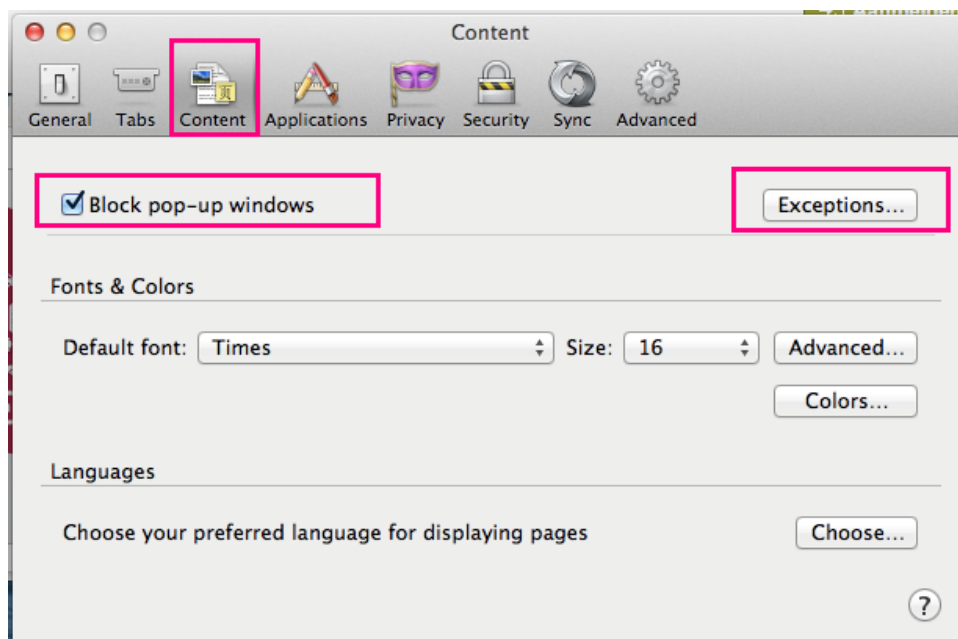 Content
General Tabs Content Applications Privacy Security Sync Advanced
Block pop-up windows Exceptions...
Fonts & Colors
Default font: Times Size: 16 Advanced...
Colors...
Languages
Choose your preferred language for displaying pages Choose...
?